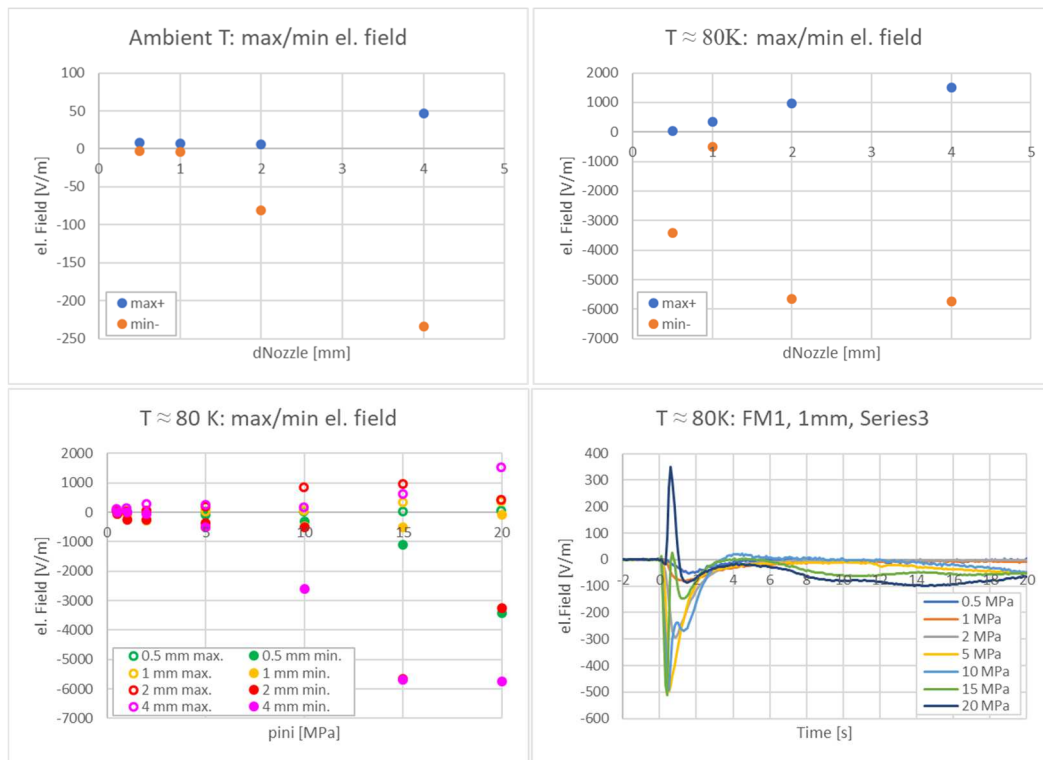 Ambient T: max/min el. field
100
50
0
-50
-100
-150
-200
-250
0 1 2 3 4 5
el. Field [V/m]
max+
min-
dNozzle [mm]
T ≈ 80K: max/min el. field
2000
1000
0
-1000
-2000
-3000
-4000
-5000
-6000
-7000
0 1 2 3 4 5
el. Field [V/m]
max+
min-
dNozzle [mm]
T ≈ 80 K: max/min el. field
2000
1000
0
-1000
-2000
-3000
-4000
-5000
-6000
-7000
0 5 10 15 20
el. Field [V/m]
0.5 mm max. 0.5 mm min.
1 mm max. 1 mm min.
2 mm max. 2 mm min.
4 mm max. 4 mm min.
pini [MPa]
T ≈ 80K: FM1, 1mm, Series3
400
300
200
100
0
-100
-200
-300
-400
-500
-600
-2 0 2 4 6 8 10 12 14 16 18 20
el.Field [V/m]
0.5 MPa
1 MPa
2 MPa
5 MPa
10 MPa
15 MPa
20 MPa
Time [s]